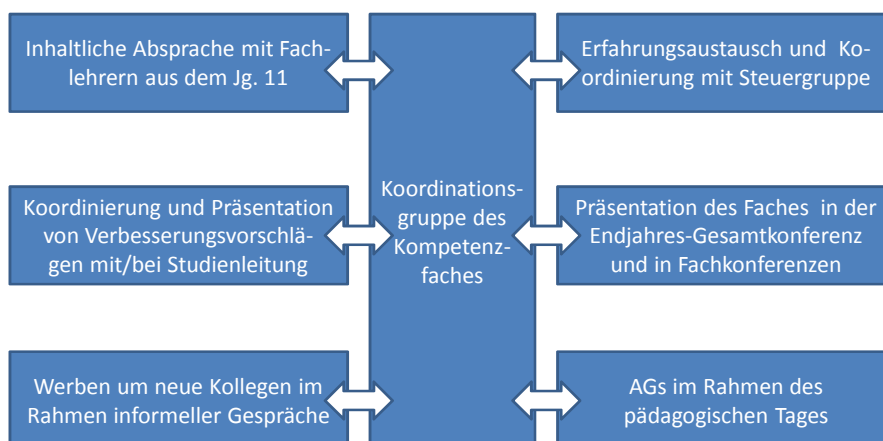 Inhaltliche Absprache mit Fach-
lehrern aus dem Jg. 11
Koordinierung und Präsentation
von Verbesserungsvorschlä-
gen mit/bei Studienleitung
Werben um neue Kollegen im
Rahmen informeller Gespräche
Koordinations-
gruppe des
Kompetenz-
faches
Erfahrungsaustausch und Ko-
ordinierung mit Steuergruppe
Präsentation des Faches in der
Endjahres-Gesamtkonferenz
und in Fachkonferenzen
AGs im Rahmen des
pädagogischen Tages